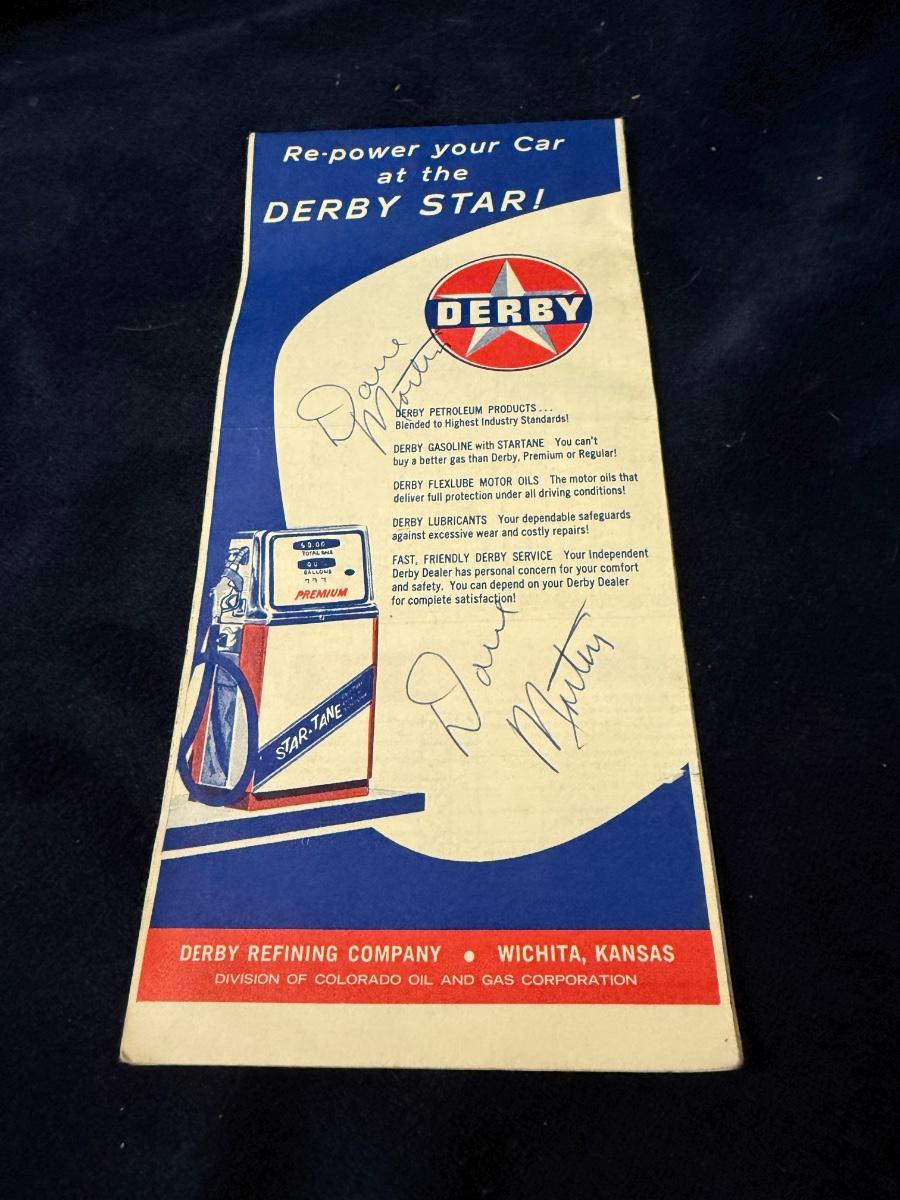 Re-power your Car
at the
DERBY STAR!
DERBY
Dave
Martin
DERBY PETROLEUM PRODUCTS...
Blended to Highest Industry Standards!
DERBY GASOLINE with STARTANE You can't
buy a better gas than Derby, Premium or Regular!
DERBY FLEXLUBE MOTOR OILS The motor oils that
deliver full protection under all driving conditions!
DERBY LUBRICANTS Your dependable safeguards
against excessive wear and costly repairs!
FAST, FRIENDLY DERBY SERVICE Your Independent
Derby Dealer has personal concern for your comfort
and safety. You can depend on your Derby Dealer
for complete satisfaction!
TOTAL SALE
GALLONS
PREMIUM
STAR-TANE
Dave
Martin
DERBY REFINING COMPANY • WICHITA, KANSAS
DIVISION OF COLORADO OIL AND GAS CORPORATION